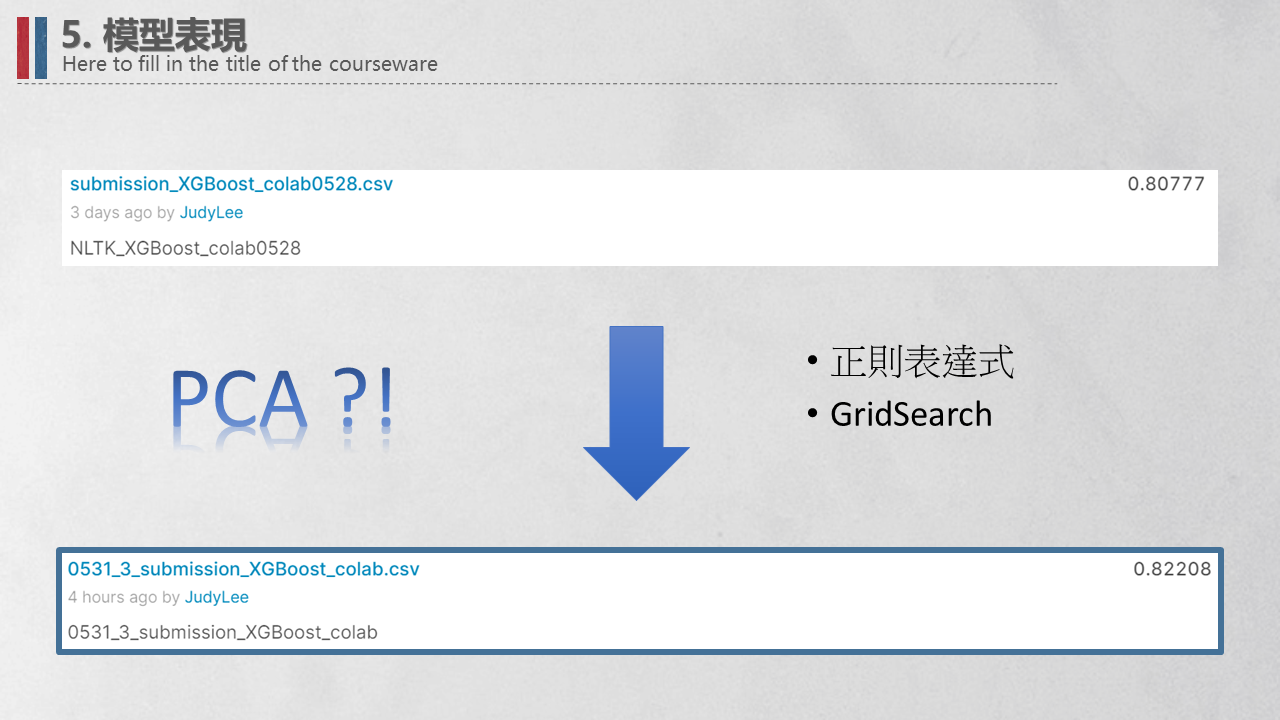 5. 模型表現
Here to fill in the title of the courseware
submission_XGBoost_colab0528.csv 0.80777
3 days ago by JudyLee
NLTK_XGBoost_colab0528
PCA ?!
• 正則表達式
• GridSearch
0531_3_submission_XGBoost_colab.csv 0.82208
4 hours ago by JudyLee
0531_3_submission_XGBoost_colab